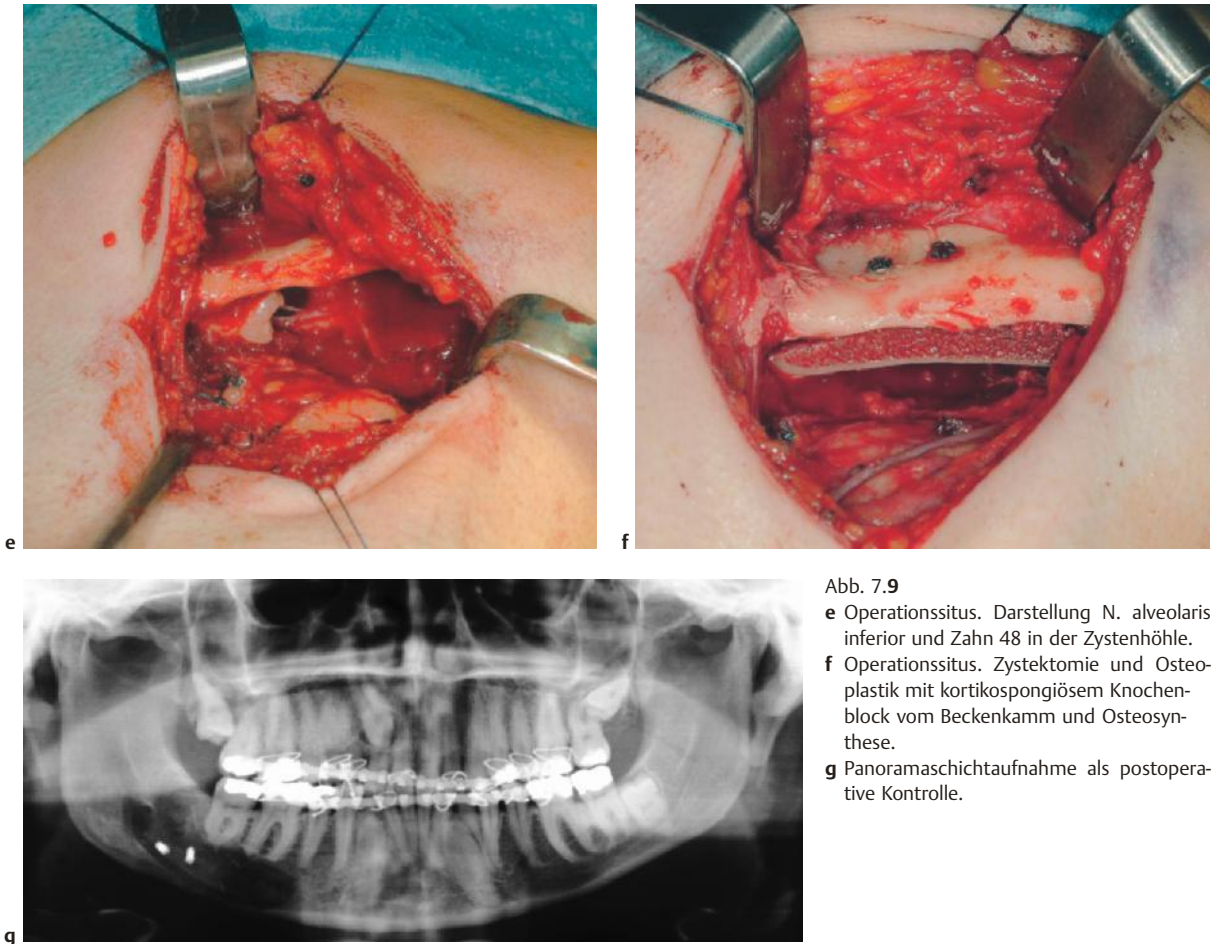 e
f
Abb. 7.9
e Operationssitus. Darstellung N. alveolaris
inferior und Zahn 48 in der Zystenhöhle.
f Operationssitus. Zystektomie und Osteo-
plastik mit kortikospongiösem Knochen-
block vom Beckenkamm und Osteosyn-
these.
g Panoramaschichtaufnahme als postopera-
tive Kontrolle.
g